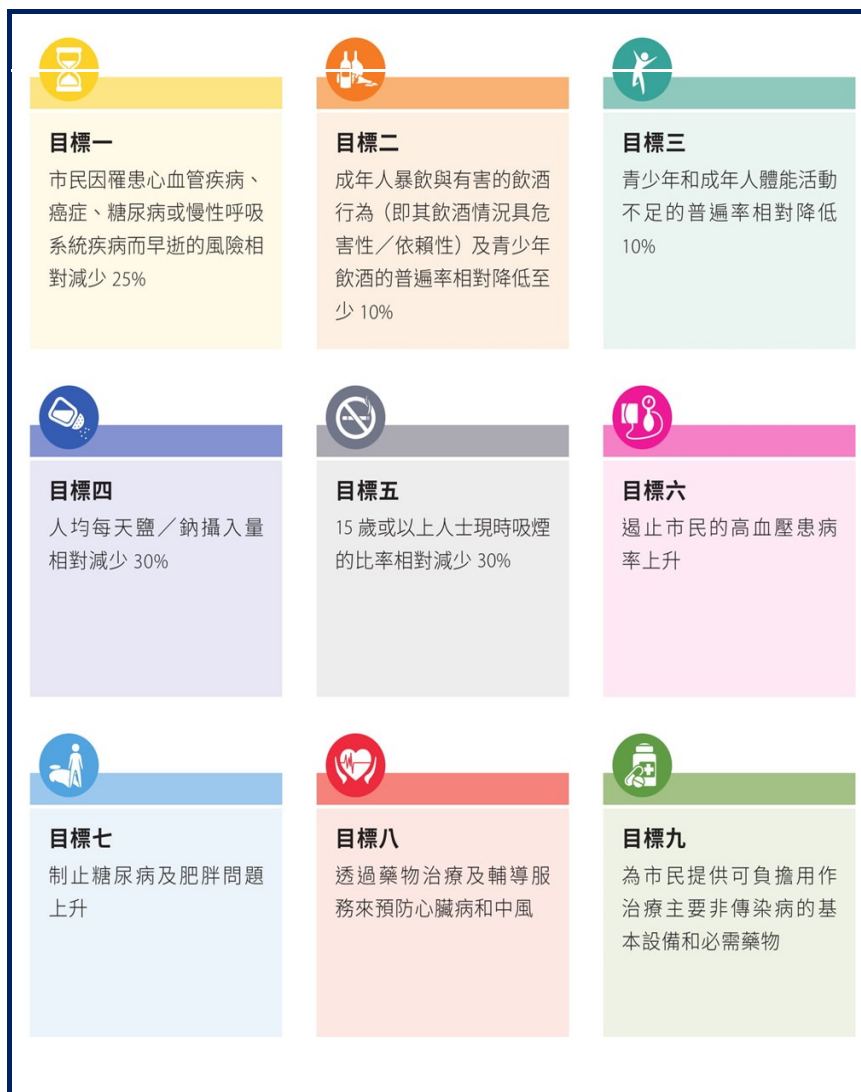 目標一
市民因罹患心血管疾病、
癌症、糖尿病或慢性呼吸
系統疾病而早逝的風險相
對減少 25%
目標二
成年人暴飲與有害的飲酒
行為（即其飲酒情況具危
害性／依賴性）及青少年
飲酒的普遍率相對降低至
少 10%
目標三
青少年和成年人體能活動
不足的普遍率相對降低
10%
目標四
人均每天鹽／鈉攝入量
相對減少 30%
目標五
15 歲或以上人士現時吸煙
的比率相對減少 30%
目標六
遏止市民的高血壓患病
率上升
目標七
制止糖尿病及肥胖問題
上升
目標八
透過藥物治療及輔導服
務來預防心臟病和中風
目標九
為市民提供可負擔用作
治療主要非傳染病的基
本設備和必需藥物